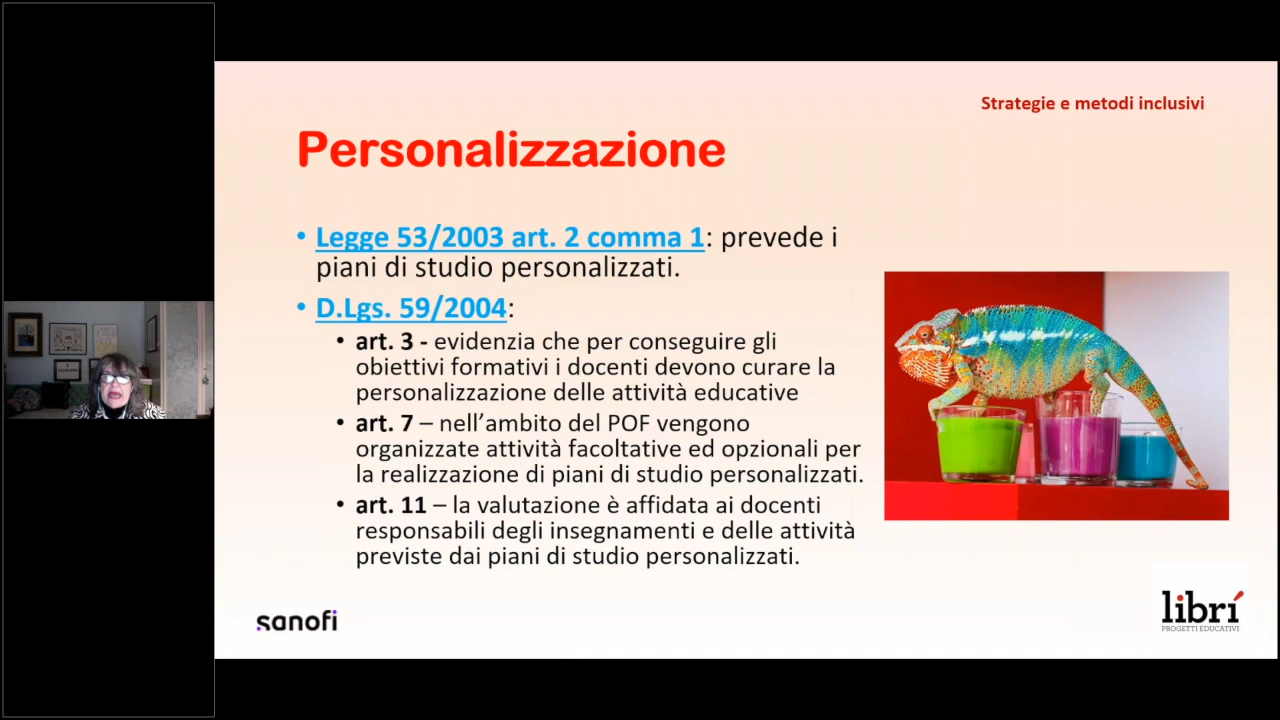 Strategie e metodi inclusivi
Personalizzazione
• Legge 53/2003 art. 2 comma 1: prevede i
piani di studio personalizzati.
• D.Lgs. 59/2004:
• art. 3 - evidenzia che per conseguire gli
obiettivi formativi i docenti devono curare la
personalizzazione delle attività educative
• art. 7 – nell’ambito del POF vengono
organizzate attività facoltative ed opzionali per
la realizzazione di piani di studio personalizzati.
• art. 11 – la valutazione è affidata ai docenti
responsabili degli insegnamenti e delle attività
previste dai piani di studio personalizzati.
sanofi
librí
PROGETTI EDUCATIVI